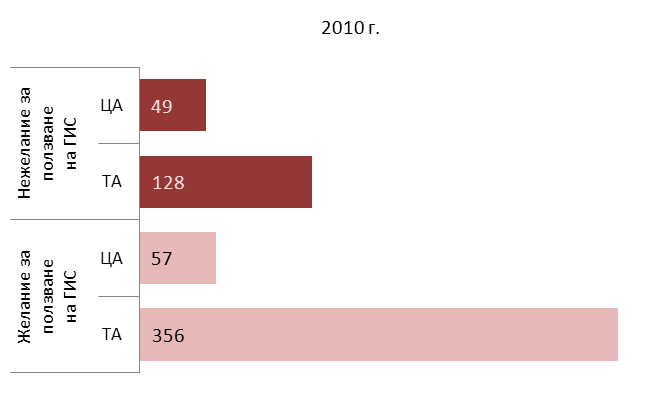 2010 г.
Нежелание за
ползване
на ГИС
ЦА
49
ТА
128
Желание за
ползване
на ГИС
ЦА
57
ТА
356